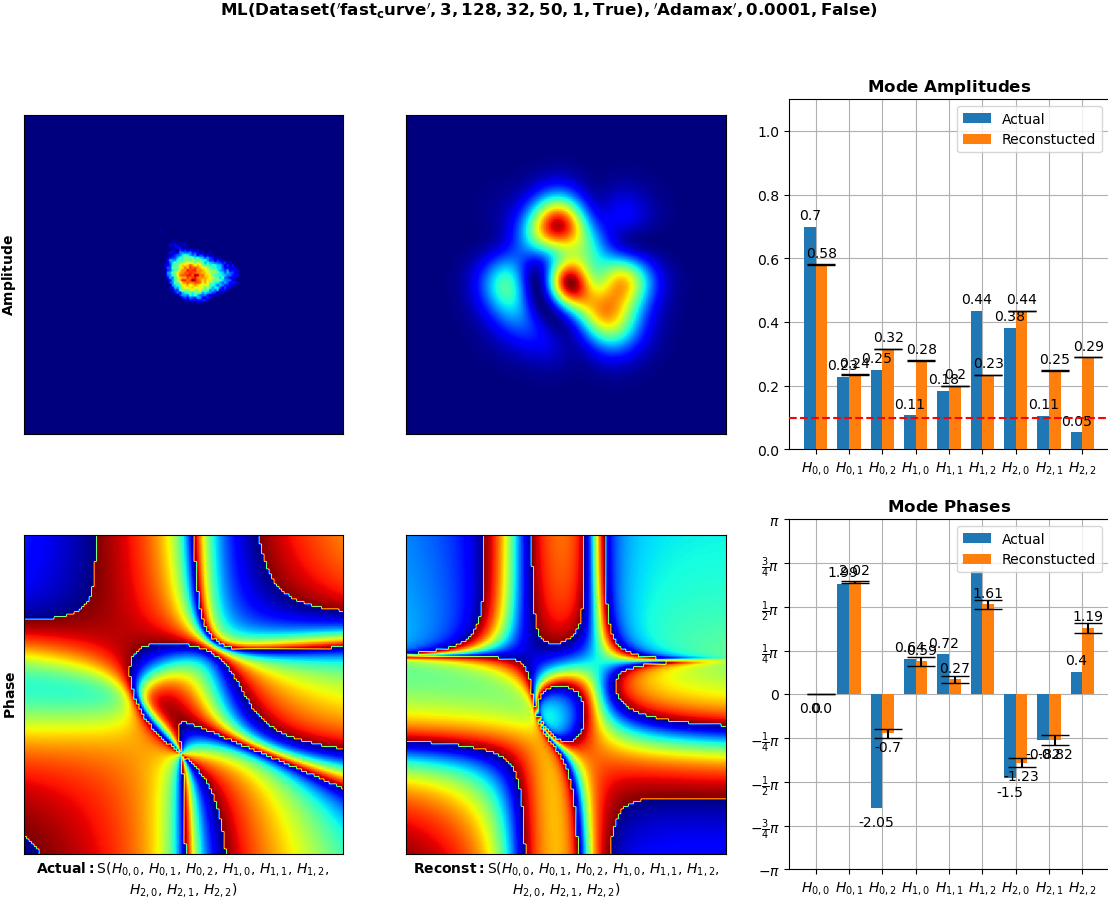 ML(Dataset('fast_curve', 3, 128, 32, 50, 1, True), 'Adamax', 0.0001, False)
Amplitude
Mode Amplitudes
Actual
Reconstucted
1.0
0.8
0.6
0.4
0.2
0.0
0.7
0.58
0.23
0.24
0.25
0.32
0.11
0.28
0.18
0.2
0.44
0.23
0.38
0.44
0.11
0.25
0.05
0.29
H0,0 H0,1 H0,2 H1,0 H1,1 H1,2 H2,0 H2,1 H2,2
Phase
Actual: S(H0,0, H0,1, H0,2, H1,0, H1,1, H1,2,
H2,0, H2,1, H2,2)
Reconst: S(H0,0, H0,1, H0,2, H1,0, H1,1, H1,2,
H2,0, H2,1, H2,2)
Mode Phases
Actual
Reconstucted
π
3/4π
1/2π
1/4π
0
−1/4π
−1/2π
−3/4π
−π
0.0
1.99
2.02
-2.05
-0.7
0.64
0.59
0.72
0.27
1.61
-1.5
-1.23
-0.82
-0.82
0.4
1.19
H0,0 H0,1 H0,2 H1,0 H1,1 H1,2 H2,0 H2,1 H2,2